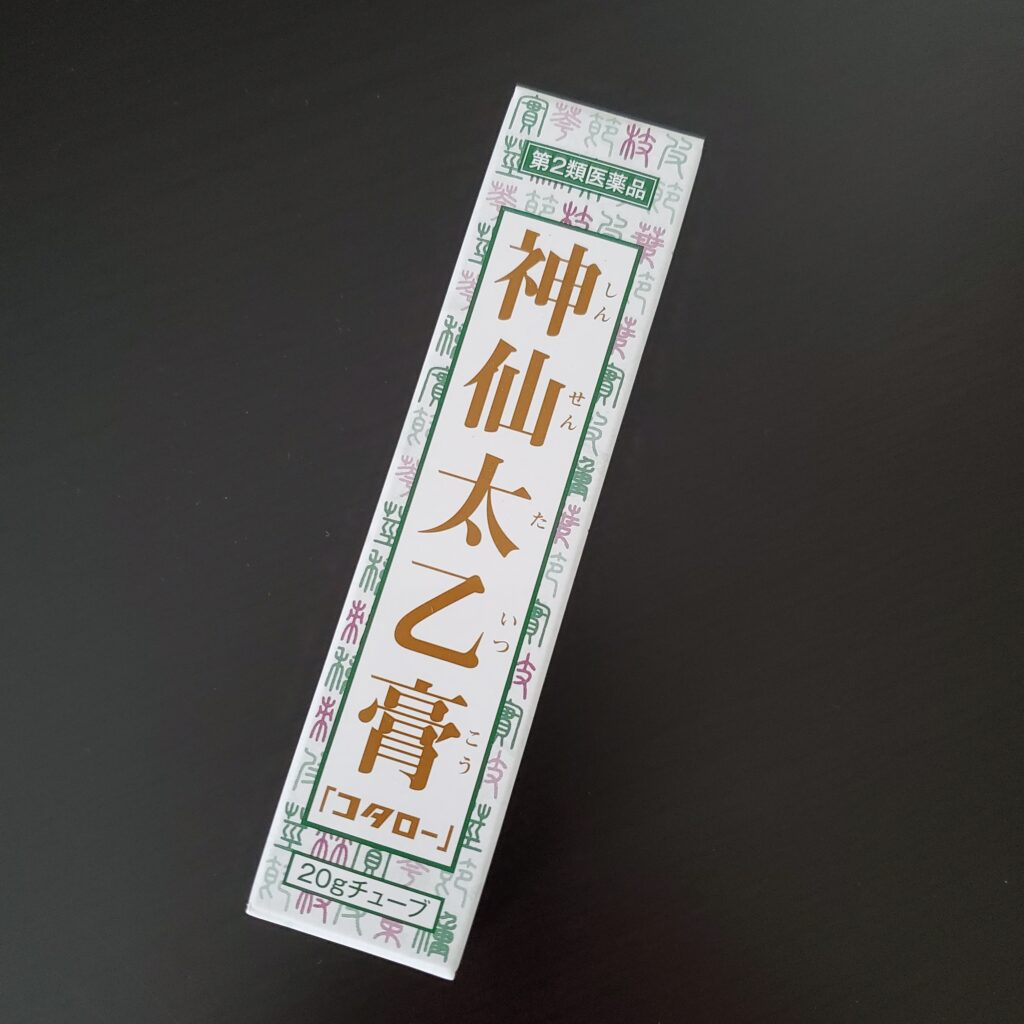 第2類医薬品
神仙太乙膏
しんせんたいつこう
「コタロー」
20gチューブ